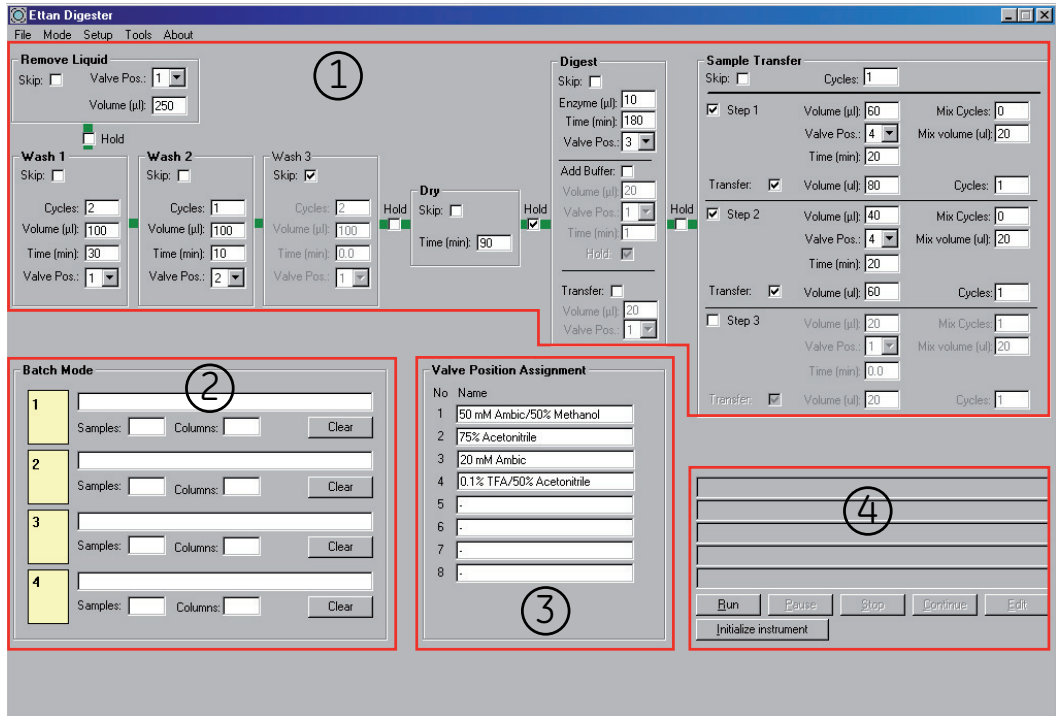 Ettan Digester
File Mode Setup Tools About
①
Remove Liquid
Skip: Valve Pos.: 1
Volume (µl): 250
Hold
Wash 1
Skip:
Cycles: 2
Volume (µl): 100
Time (min): 30
Valve Pos.: 1
Wash 2
Skip:
Cycles: 1
Volume (µl): 100
Time (min): 10
Valve Pos.: 2
Wash 3
Skip:
Cycles: 2
Volume (µl): 100
Time (min): 0.0
Valve Pos.: 1
Hold
Dry
Skip:
Time (min): 90
Hold
Digest
Skip:
Enzyme (µl): 10
Time (min): 180
Valve Pos.: 3
Add Buffer:
Volume (µl): 20
Valve Pos.: 1
Time (min): 1
Hold:
Transfer:
Volume (µl): 20
Valve Pos.: 1
Hold
Sample Transfer
Skip: Cycles: 1
Step 1 Volume (µl): 60 Mix Cycles: 0
Valve Pos.: 4 Mix volume (ul): 20
Time (min): 20
Transfer: Volume (ul): 80 Cycles: 1
Step 2 Volume (µl): 40 Mix Cycles: 0
Valve Pos.: 4 Mix volume (ul): 20
Time (min): 20
Transfer: Volume (ul): 60 Cycles: 1
Step 3 Volume (µl): 20 Mix Cycles: 1
Valve Pos.: 1 Mix volume (ul): 20
Time (min): 0.0
Transfer: Volume (ul): 20 Cycles: 1
Batch Mode
②
1
Samples: Columns: Clear
2
Samples: Columns: Clear
3
Samples: Columns: Clear
4
Samples: Columns: Clear
Valve Position Assignment
No Name
1 50 mM Ambic/50% Methanol
2 75% Acetonitrile
3 20 mM Ambic
4 0.1% TFA/50% Acetonitrile
5 -
6 -
7 -
8 -
③
④
Run Pause Stop Continue Edit
Initialize instrument